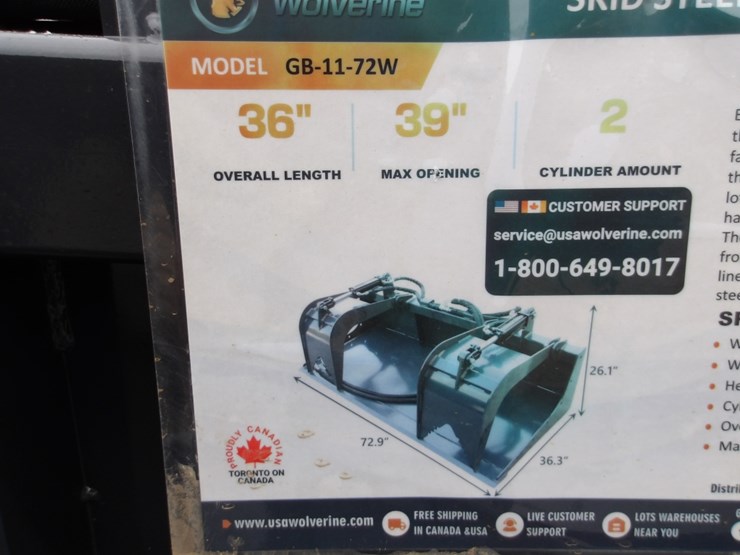 Wolverine
MODEL GB-11-72W
36" 39" 2
OVERALL LENGTH MAX OPENING CYLINDER AMOUNT
CUSTOMER SUPPORT
service@usawolverine.com
1-800-649-8017
26.1"
72.9"
36.3"
PROUDLY CANADIAN
TORONTO ON
CANADA
www.usawolverine.com
FREE SHIPPING
IN CANADA &USA
LIVE CUSTOMER
SUPPORT
LOTS WAREHOUSES
NEAR YOU